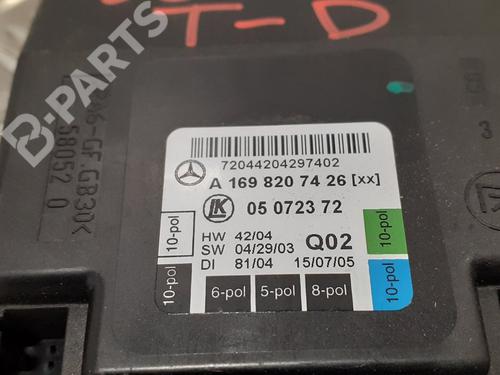 T-D
B-PARTS
72044204297402
A 169 820 74 26 [xx]
LK 05 0723 72
HW 42/04
SW 04/29/03 Q02
DI 81/04 15/07/05
10-pol
10-pol
10-pol
10-pol
6-pol 5-pol 8-pol
58052 0
3